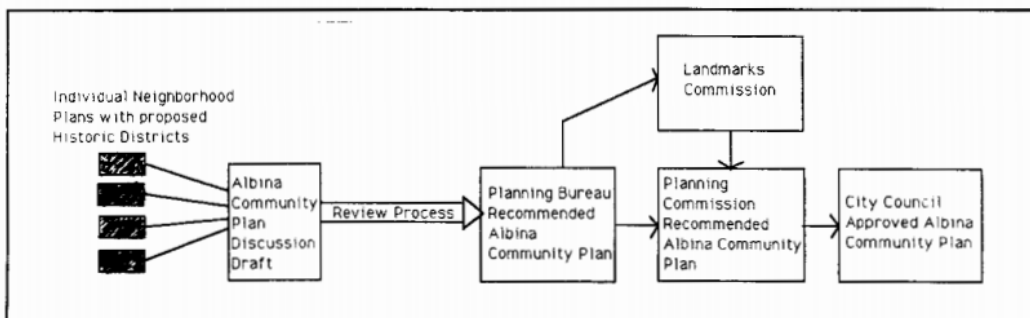 Individual Neighborhood
Plans with proposed
Historic Districts
Albina
Community
Plan
Discussion
Draft
Review Process
Planning Bureau
Recommended
Albina
Community Plan
Landmarks
Commission
Planning
Commission
Recommended
Albina Community
Plan
City Council
Approved Albina
Community Plan